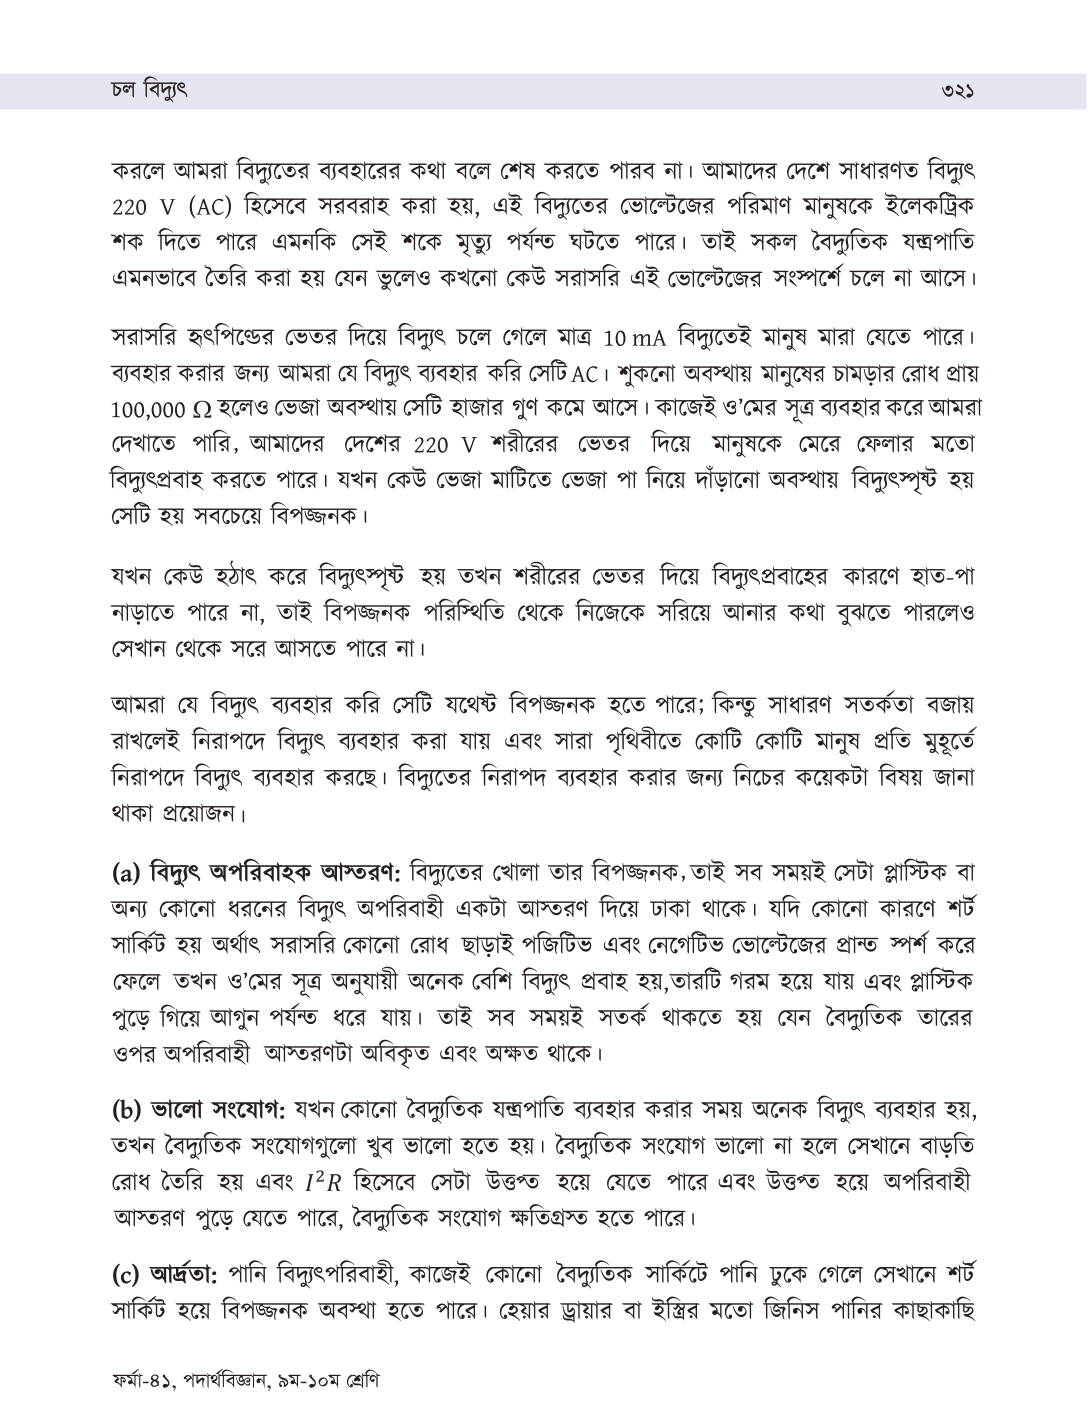 চল বিদ্যুৎ ৩২১
করলে আমরা বিদ্যুতের ব্যবহারের কথা বলে শেষ করতে পারব না। আমাদের দেশে সাধারণত বিদ্যুৎ
220 V (AC) হিসেবে সরবরাহ করা হয়, এই বিদ্যুতের ভোল্টেজের পরিমাণ মানুষকে ইলেকট্রিক
শক দিতে পারে এমনকি সেই শকে মৃত্যু পর্যন্ত ঘটতে পারে। তাই সকল বৈদ্যুতিক যন্ত্রপাতি
এমনভাবে তৈরি করা হয় যেন ভুলেও কখনো কেউ সরাসরি এই ভোল্টেজের সংস্পর্শে চলে না আসে।
সরাসরি হৃৎপিণ্ডের ভেতর দিয়ে বিদ্যুৎ চলে গেলে মাত্র 10 mA বিদ্যুতেই মানুষ মারা যেতে পারে।
ব্যবহার করার জন্য আমরা যে বিদ্যুৎ ব্যবহার করি সেটি AC। শুকনো অবস্থায় মানুষের চামড়ার রোধ প্রায়
100,000 Ω হলেও ভেজা অবস্থায় সেটি হাজার গুণ কমে আসে। কাজেই ও’মের সূত্র ব্যবহার করে আমরা
দেখাতে পারি, আমাদের দেশের 220 V শরীরের ভেতর দিয়ে মানুষকে মেরে ফেলার মতো
বিদ্যুৎপ্রবাহ করতে পারে। যখন কেউ ভেজা মাটিতে ভেজা পা নিয়ে দাঁড়ানো অবস্থায় বিদ্যুৎস্পৃষ্ট হয়
সেটি হয় সবচেয়ে বিপজ্জনক।
যখন কেউ হঠাৎ করে বিদ্যুৎস্পৃষ্ট হয় তখন শরীরের ভেতর দিয়ে বিদ্যুৎপ্রবাহের কারণে হাত-পা
নাড়াতে পারে না, তাই বিপজ্জনক পরিস্থিতি থেকে নিজেকে সরিয়ে আনার কথা বুঝতে পারলেও
সেখান থেকে সরে আসতে পারে না।
আমরা যে বিদ্যুৎ ব্যবহার করি সেটি যথেষ্ট বিপজ্জনক হতে পারে; কিন্তু সাধারণ সতর্কতা বজায়
রাখলেই নিরাপদে বিদ্যুৎ ব্যবহার করা যায় এবং সারা পৃথিবীতে কোটি কোটি মানুষ প্রতি মুহূর্তে
নিরাপদে বিদ্যুৎ ব্যবহার করছে। বিদ্যুতের নিরাপদ ব্যবহার করার জন্য নিচের কয়েকটা বিষয় জানা
থাকা প্রয়োজন।
(a) বিদ্যুৎ অপরিবাহক আস্তরণ: বিদ্যুতের খোলা তার বিপজ্জনক, তাই সব সময়ই সেটা প্লাস্টিক বা
অন্য কোনো ধরনের বিদ্যুৎ অপরিবাহী একটা আস্তরণ দিয়ে ঢাকা থাকে। যদি কোনো কারণে শর্ট
সার্কিট হয় অর্থাৎ সরাসরি কোনো রোধ ছাড়াই পজিটিভ এবং নেগেটিভ ভোল্টেজের প্রান্ত স্পর্শ করে
ফেলে তখন ও’মের সূত্র অনুযায়ী অনেক বেশি বিদ্যুৎ প্রবাহ হয়,তারটি গরম হয়ে যায় এবং প্লাস্টিক
পুড়ে গিয়ে আগুন পর্যন্ত ধরে যায়। তাই সব সময়ই সতর্ক থাকতে হয় যেন বৈদ্যুতিক তারের
ওপর অপরিবাহী আস্তরণটা অবিকৃত এবং অক্ষত থাকে।
(b) ভালো সংযোগ: যখন কোনো বৈদ্যুতিক যন্ত্রপাতি ব্যবহার করার সময় অনেক বিদ্যুৎ ব্যবহার হয়,
তখন বৈদ্যুতিক সংযোগগুলো খুব ভালো হতে হয়। বৈদ্যুতিক সংযোগ ভালো না হলে সেখানে বাড়তি
রোধ তৈরি হয় এবং I²R হিসেবে সেটা উত্তপ্ত হয়ে যেতে পারে এবং উত্তপ্ত হয়ে অপরিবাহী
আস্তরণ পুড়ে যেতে পারে, বৈদ্যুতিক সংযোগ ক্ষতিগ্রস্ত হতে পারে।
(c) আর্দ্রতা: পানি বিদ্যুৎপরিবাহী, কাজেই কোনো বৈদ্যুতিক সার্কিটে পানি ঢুকে গেলে সেখানে শর্ট
সার্কিট হয়ে বিপজ্জনক অবস্থা হতে পারে। হেয়ার ড্রায়ার বা ইস্ত্রির মতো জিনিস পানির কাছাকাছি
ফর্মা-৪১, পদার্থবিজ্ঞান, ৯ম-১০ম শ্রেণি